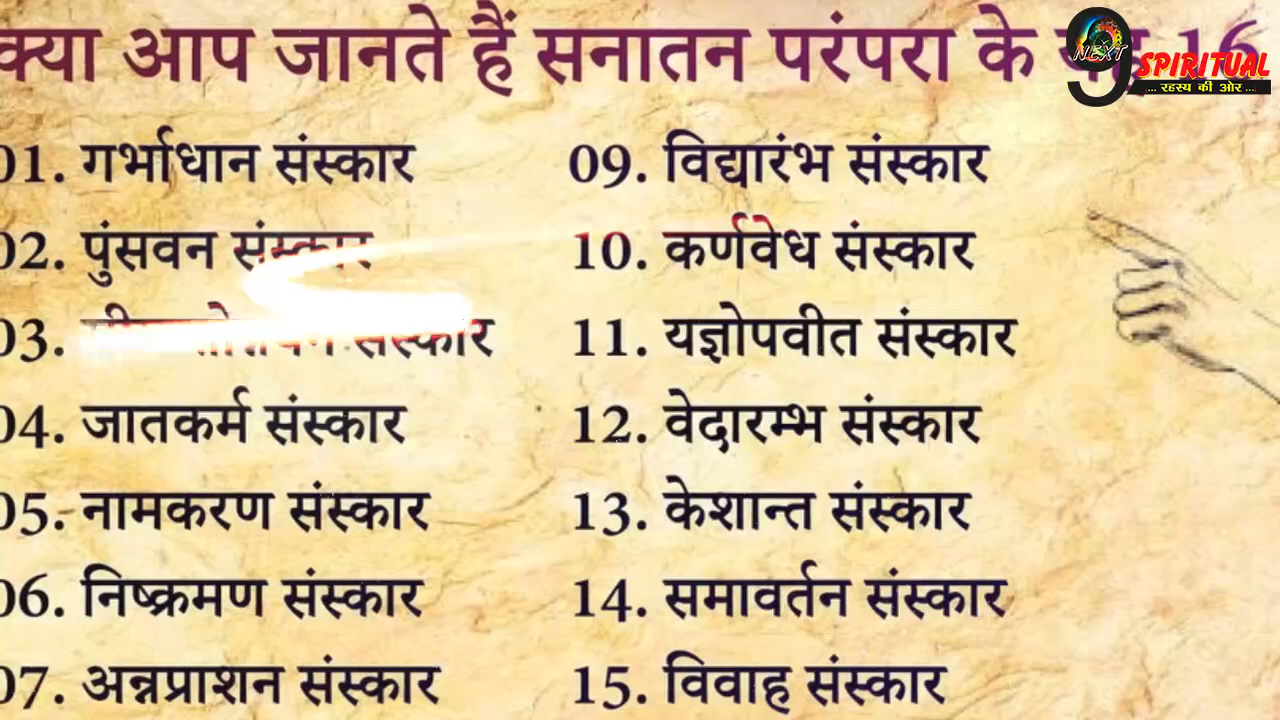 क्या आप जानते हैं सनातन परंपरा के 16
9 NEXT SPIRITUAL
... रहस्य की ओर ...
01. गर्भाधान संस्कार
02. पुंसवन संस्कार
03. संस्कार
04. जातकर्म संस्कार
05. नामकरण संस्कार
06. निष्क्रमण संस्कार
07. अन्नप्राशन संस्कार
09. विद्यारंभ संस्कार
10. कर्णवेध संस्कार
11. यज्ञोपवीत संस्कार
12. वेदारम्भ संस्कार
13. केशान्त संस्कार
14. समावर्तन संस्कार
15. विवाह संस्कार